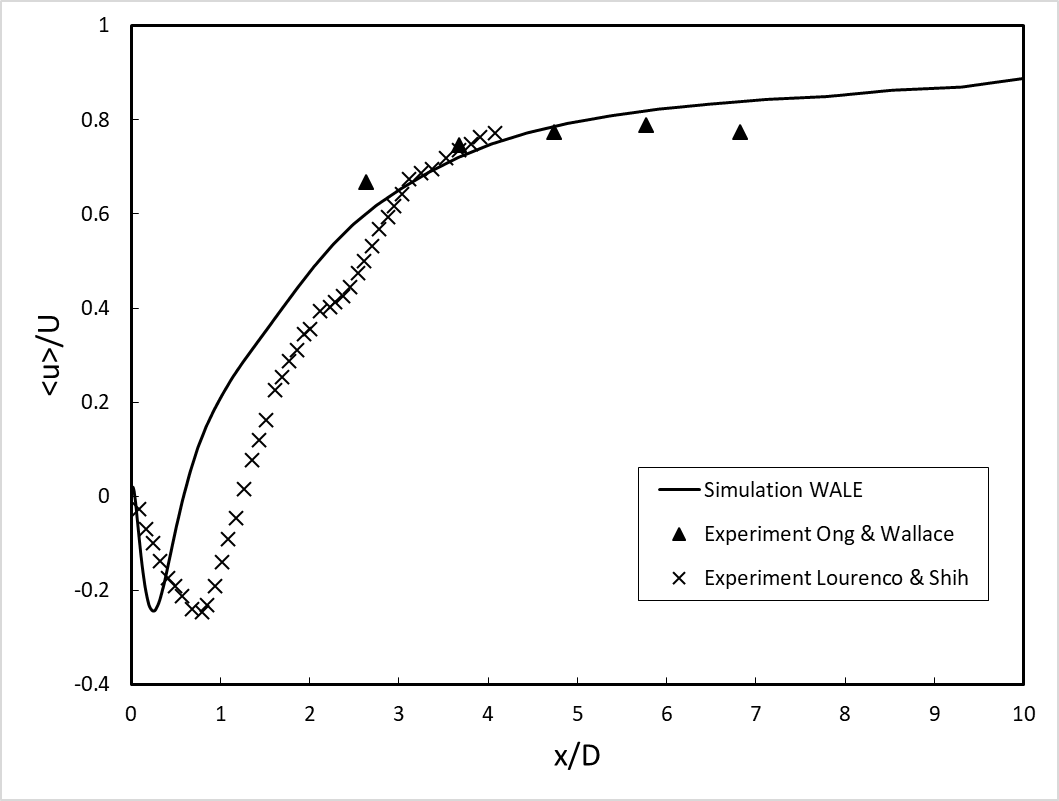 1
0.8
0.6
0.4
0.2
0
-0.2
-0.4
<u>/U
0 1 2 3 4 5 6 7 8 9 10
x/D
Simulation WALE
Experiment Ong & Wallace
Experiment Lourenco & Shih